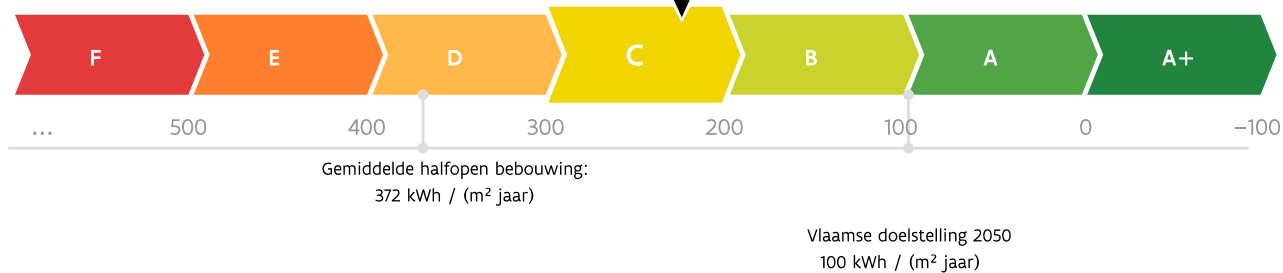 F E D C B A A+
... 500 400 300 200 100 0 –100
Gemiddelde halfopen bebouwing:
372 kWh / (m² jaar)
Vlaamse doelstelling 2050
100 kWh / (m² jaar)